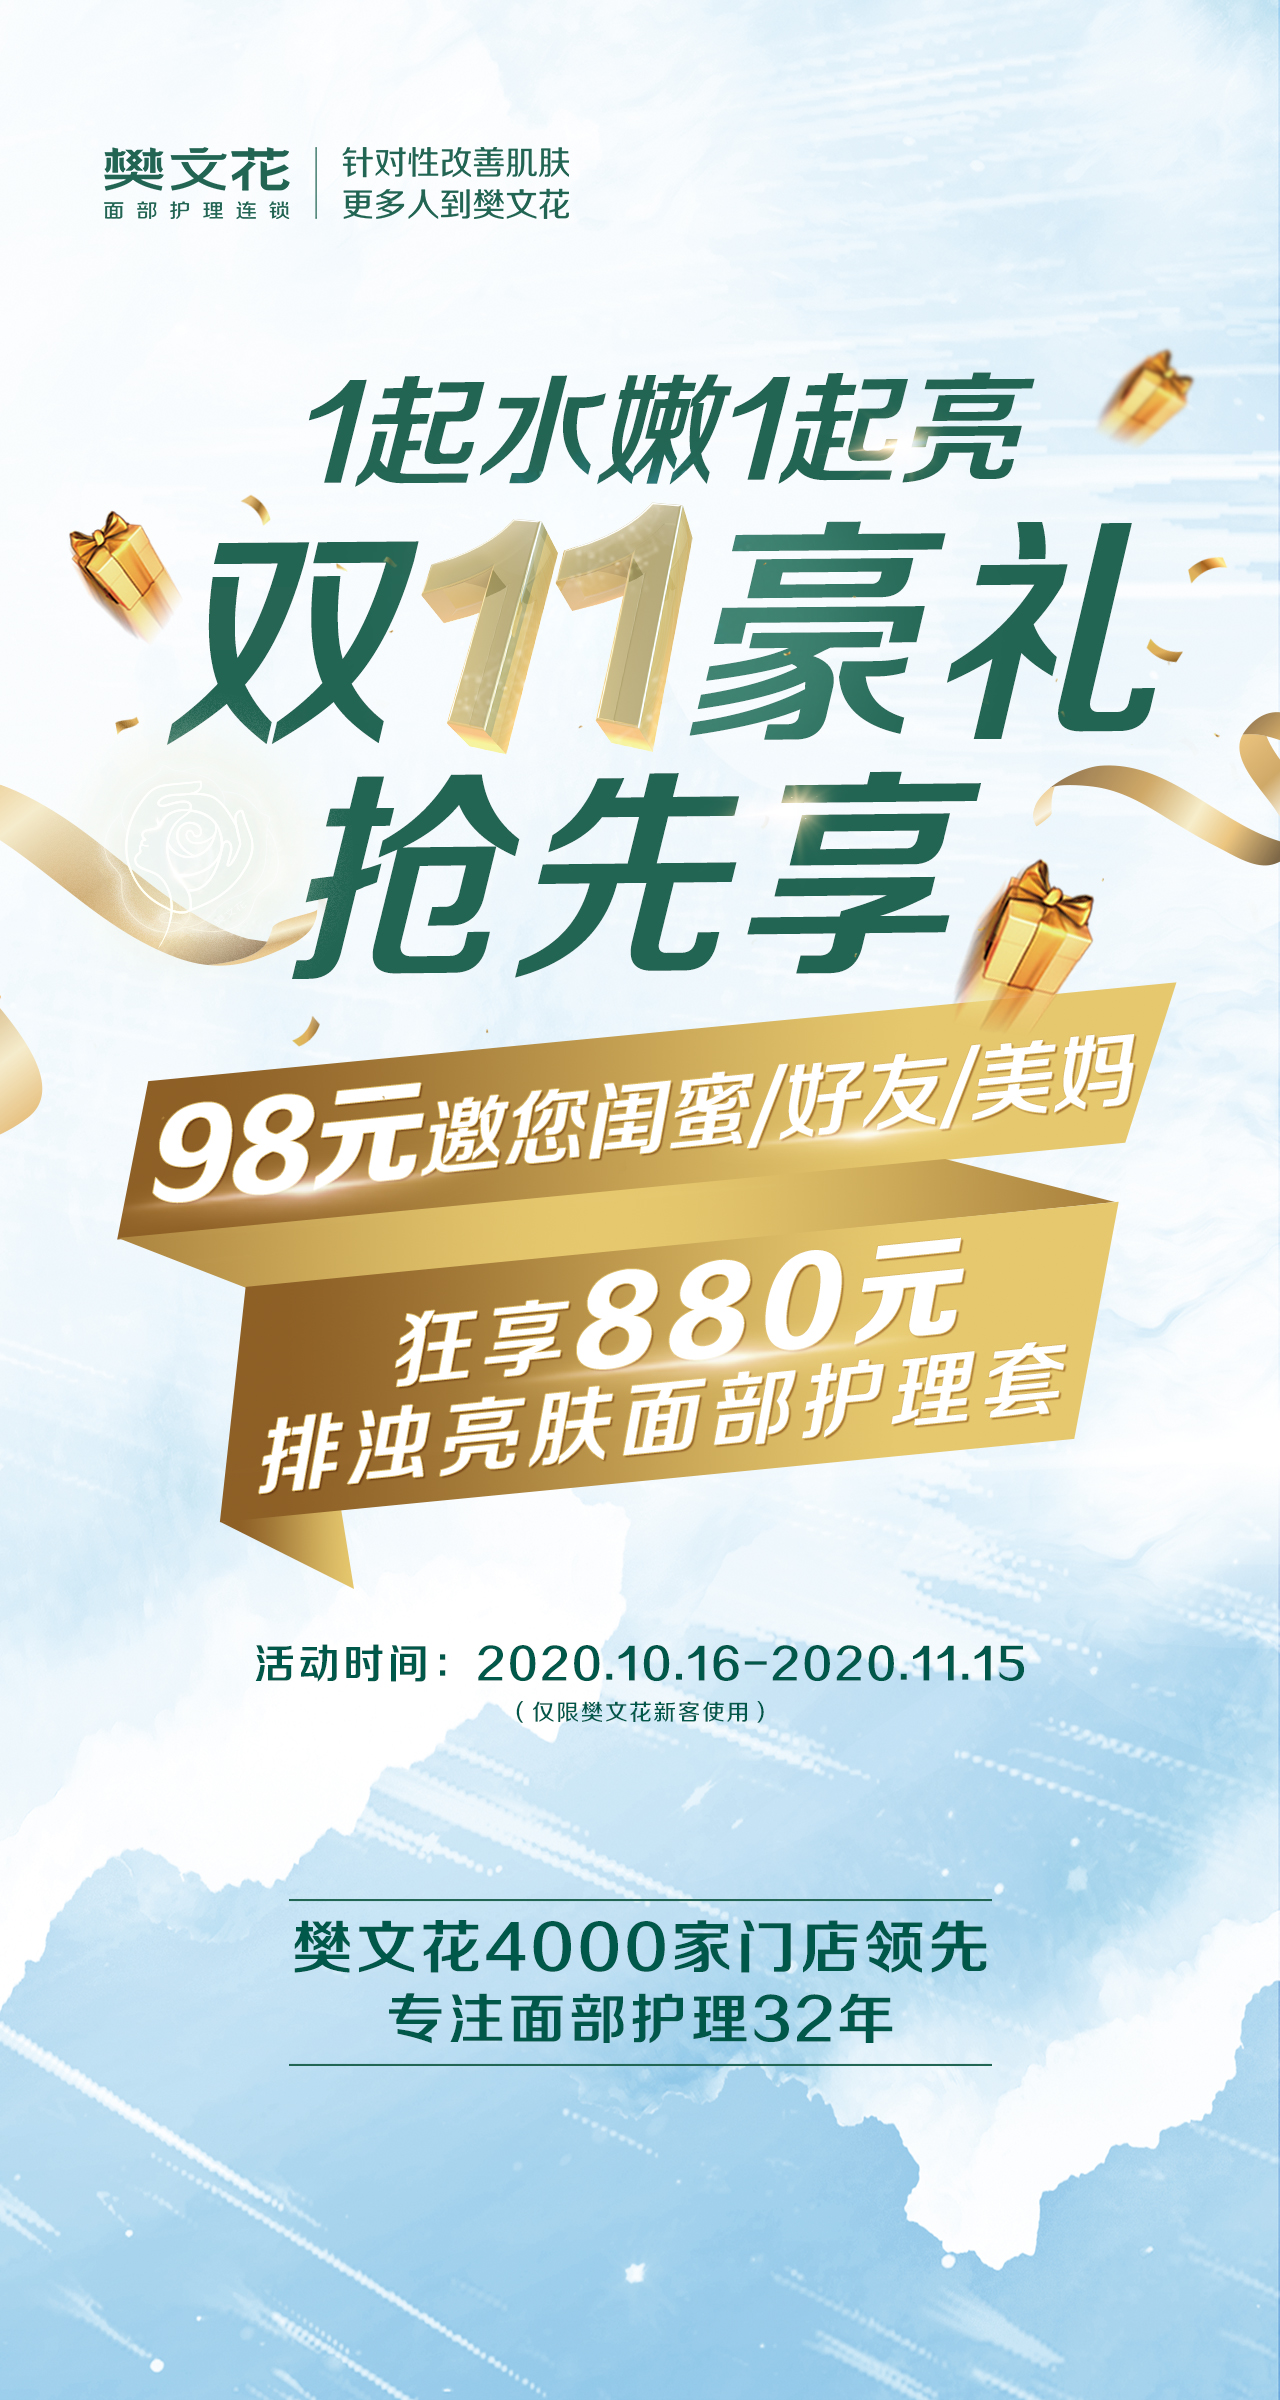 樊文花
面部护理连锁
针对性改善肌肤
更多人到樊文花
1起水嫩1起亮
双11豪礼
抢先享
98元邀您闺蜜/好友/美妈
狂享880元
排浊亮肤面部护理套
活动时间：2020.10.16-2020.11.15
（仅限樊文花新客使用）
樊文花4000家门店领先
专注面部护理32年